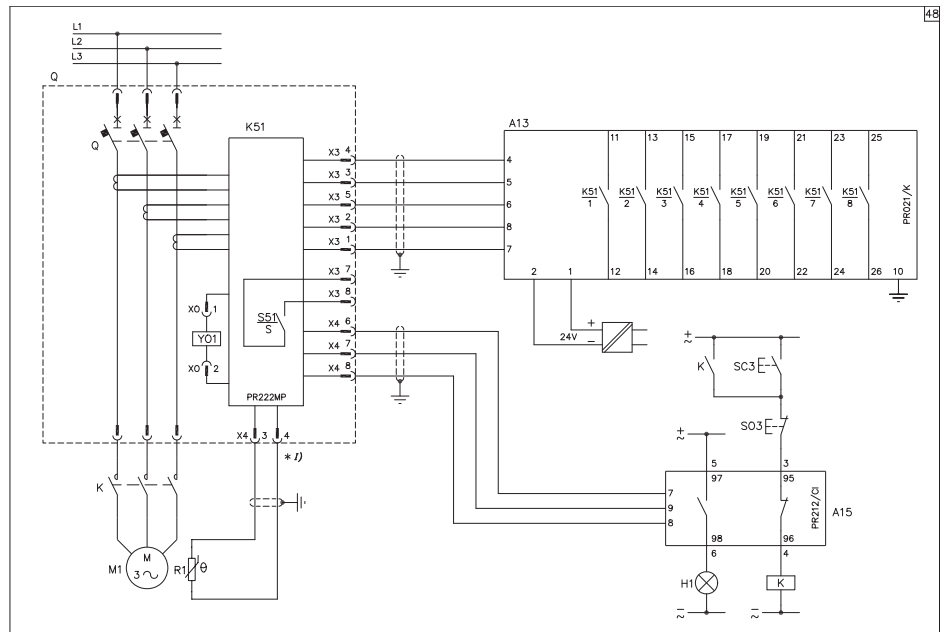 48
L1
L2
L3
Q
Q
K51
X3 4
X3 3
X3 5
X3 2
X3 1
X3 7
X3 8
X4 6
X4 7
X4 8
S51
S
X0 1
YO1
X0 2
PR222MP
X4 3 4
* 1)
K
M
3
M1
R1 θ
A13
11 13 15 17 19 21 23 25
4
5
6
8
7
K51 K51 K51 K51 K51 K51 K51 K51
1 2 3 4 5 6 7 8
PR021/K
2 1 12 14 16 18 20 22 24 26 10
24V + −
+
~
K SC3
SO3
+
~
5 3
97 95
7
9
8
PR212/CI
A15
98 96
6 4
H1 K
−
~
−
~